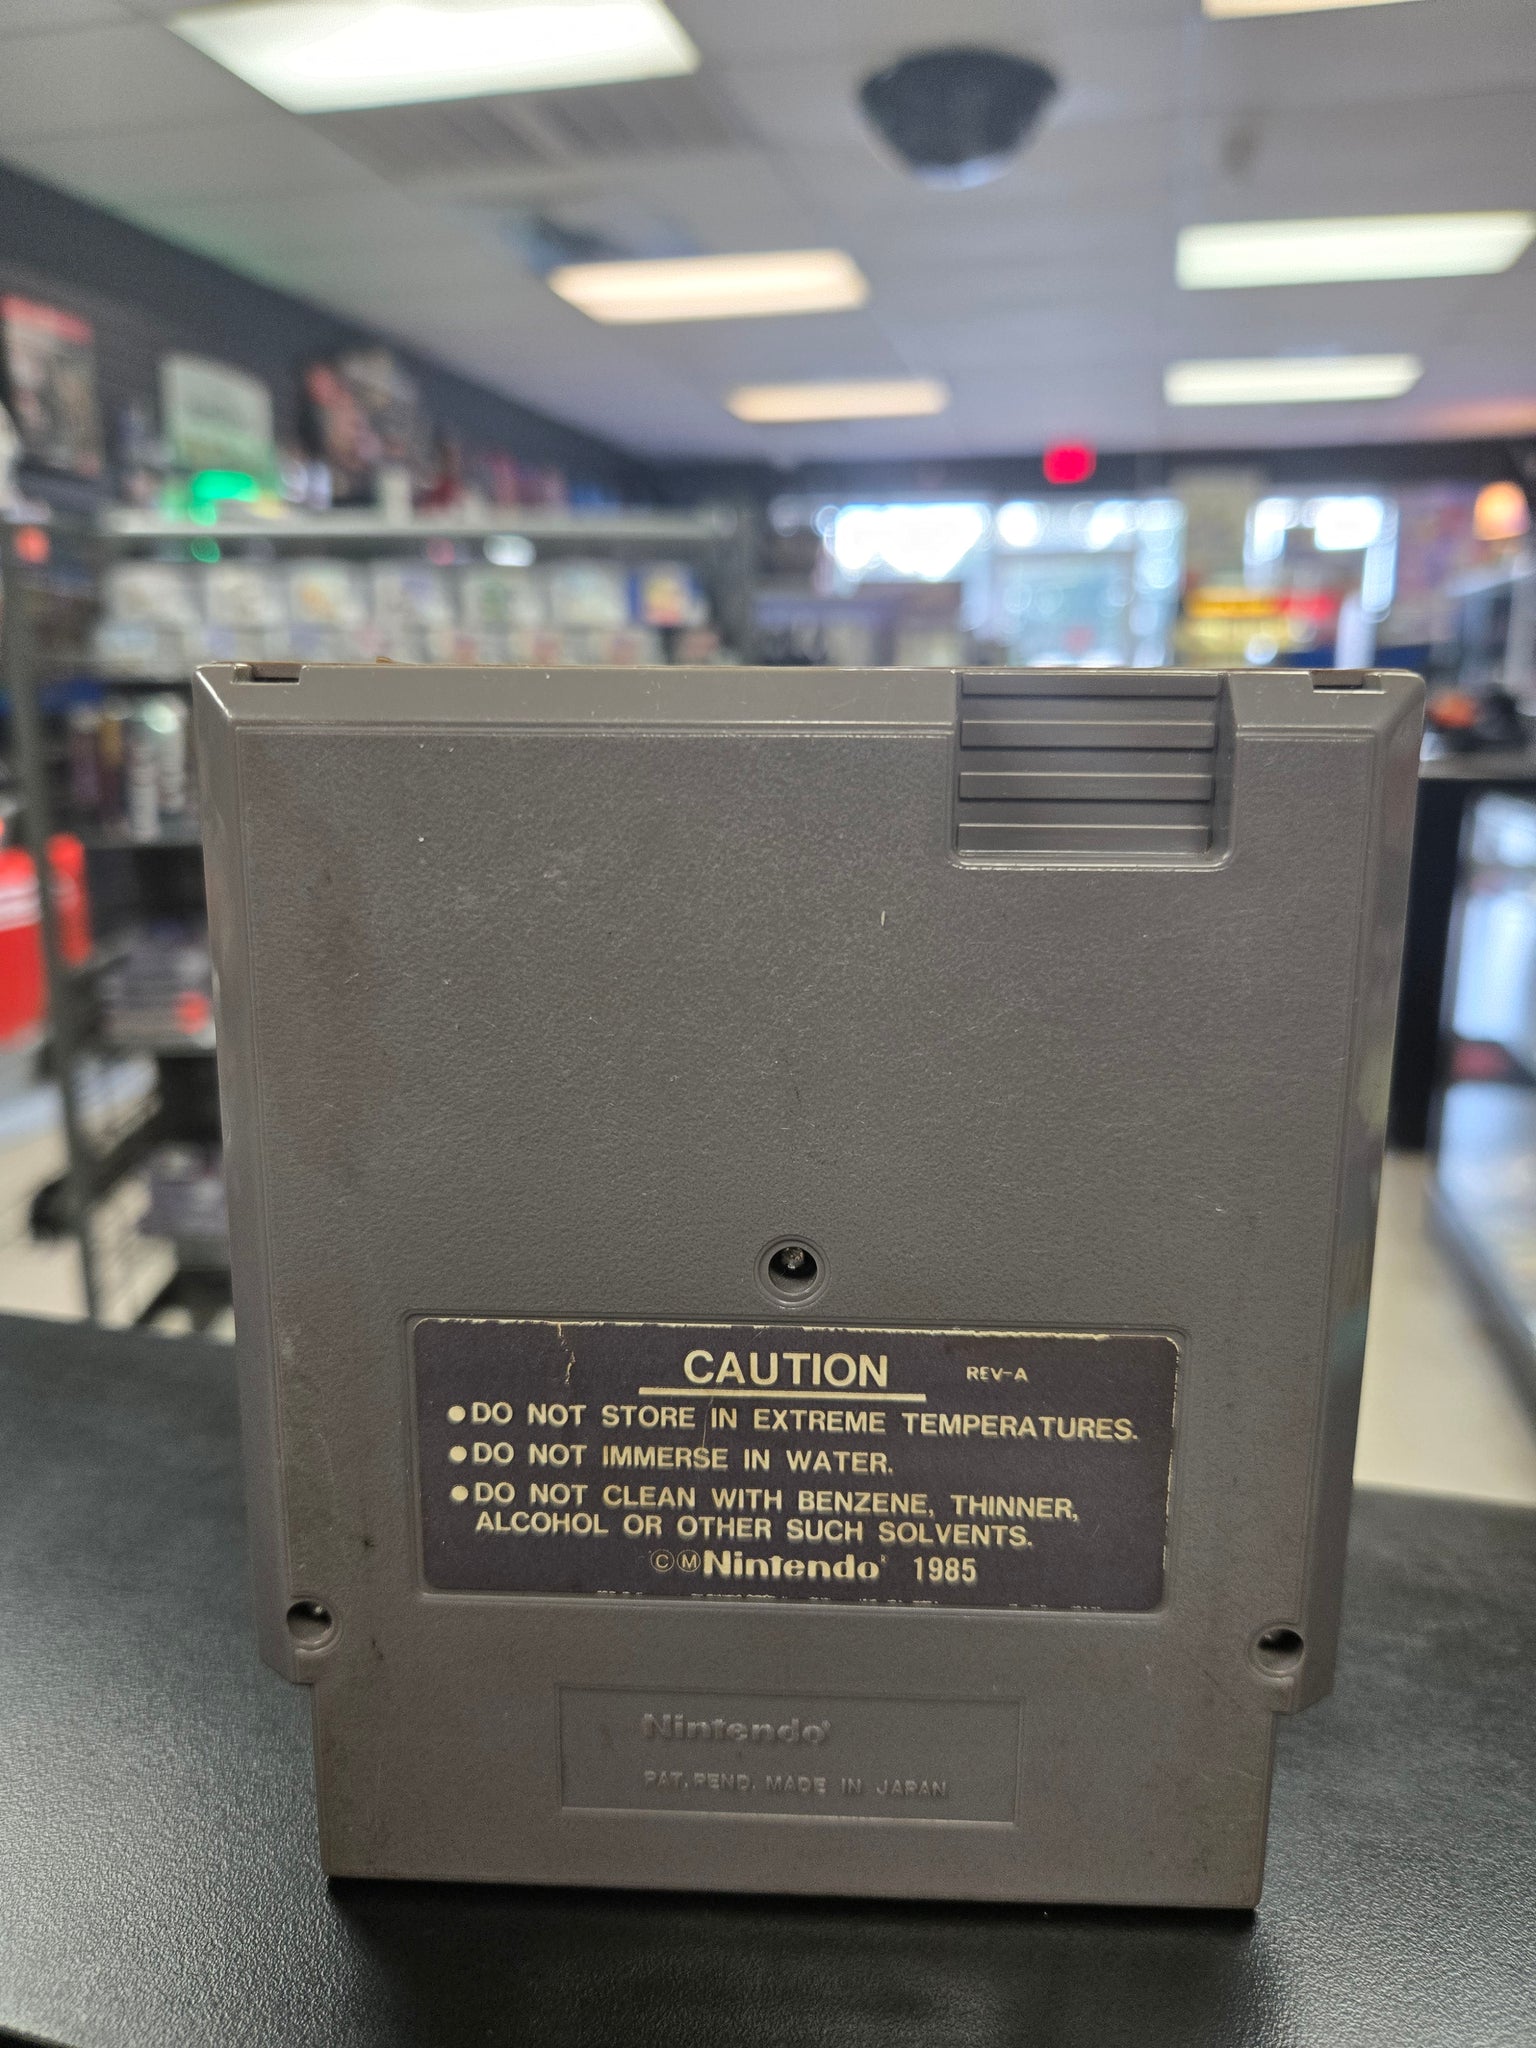 CAUTION REV-A
●DO NOT STORE IN EXTREME TEMPERATURES.
●DO NOT IMMERSE IN WATER.
●DO NOT CLEAN WITH BENZENE, THINNER,
ALCOHOL OR OTHER SUCH SOLVENTS.
ⒸⓂNintendo® 1985
Nintendo®
PAT. PEND. MADE IN JAPAN